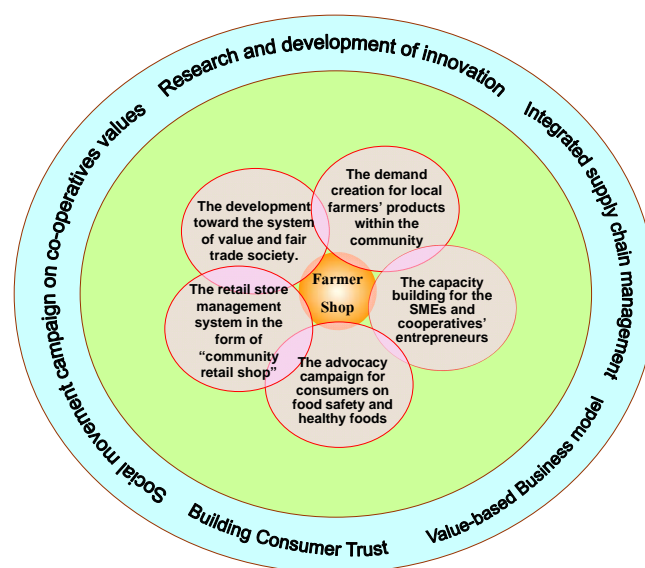 Research and development of innovation
Integrated supply chain management
Value-based Business model
Building Consumer Trust
Social movement campaign on co-operatives values
The demand
creation for local
farmers' products
within the
community
The development
toward the system
of value and fair
trade society.
Farmer
Shop
The capacity
building for the
SMEs and
cooperatives'
entrepreneurs
The retail store
management
system in the
form of
“community
retail shop”
The advocacy
campaign for
consumers on
food safety and
healthy foods